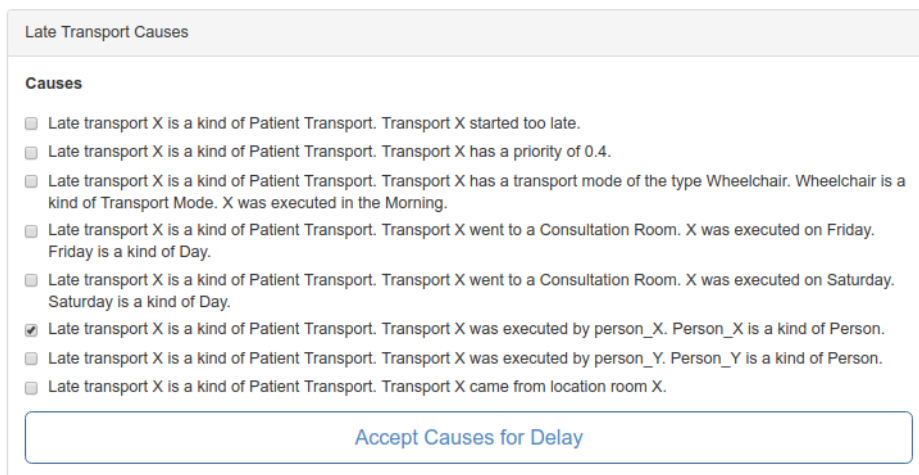 Late Transport Causes
Causes
Late transport X is a kind of Patient Transport. Transport X started too late.
Late transport X is a kind of Patient Transport. Transport X has a priority of 0.4.
Late transport X is a kind of Patient Transport. Transport X has a transport mode of the type Wheelchair. Wheelchair is a
kind of Transport Mode. X was executed in the Morning.
Late transport X is a kind of Patient Transport. Transport X went to a Consultation Room. X was executed on Friday.
Friday is a kind of Day.
Late transport X is a kind of Patient Transport. Transport X went to a Consultation Room. X was executed on Saturday.
Saturday is a kind of Day.
Late transport X is a kind of Patient Transport. Transport X was executed by person_X. Person_X is a kind of Person.
Late transport X is a kind of Patient Transport. Transport X was executed by person_Y. Person_Y is a kind of Person.
Late transport X is a kind of Patient Transport. Transport X came from location room X.
Accept Causes for Delay